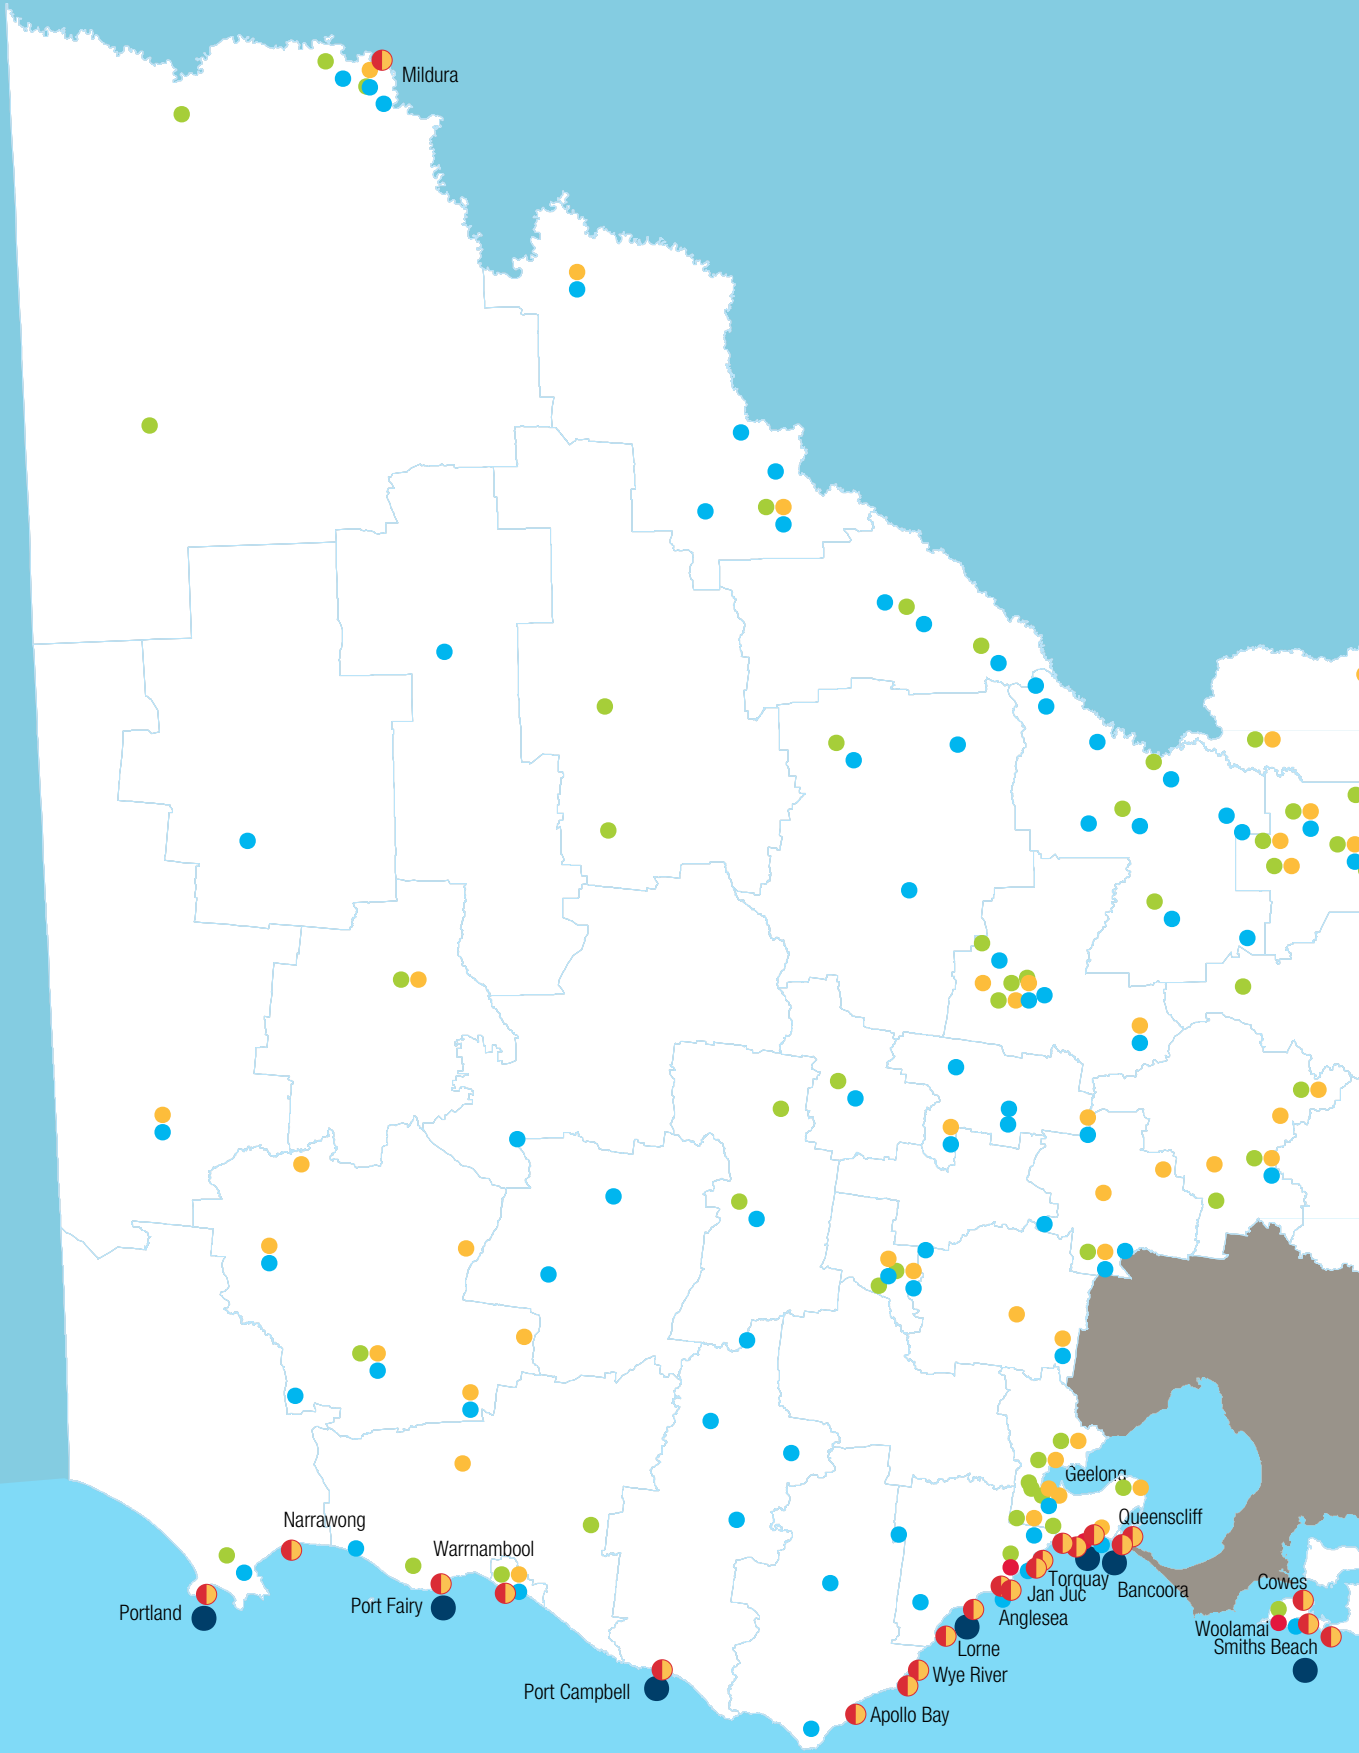 Mildura
Geelong
Queenscliff
Narrawong
Warrnambool
Torquay
Bancoora
Cowes
Jan Juc
Port Fairy
Portland
Anglesea
Woolamai
Smiths Beach
Lorne
Wye River
Port Campbell
Apollo Bay